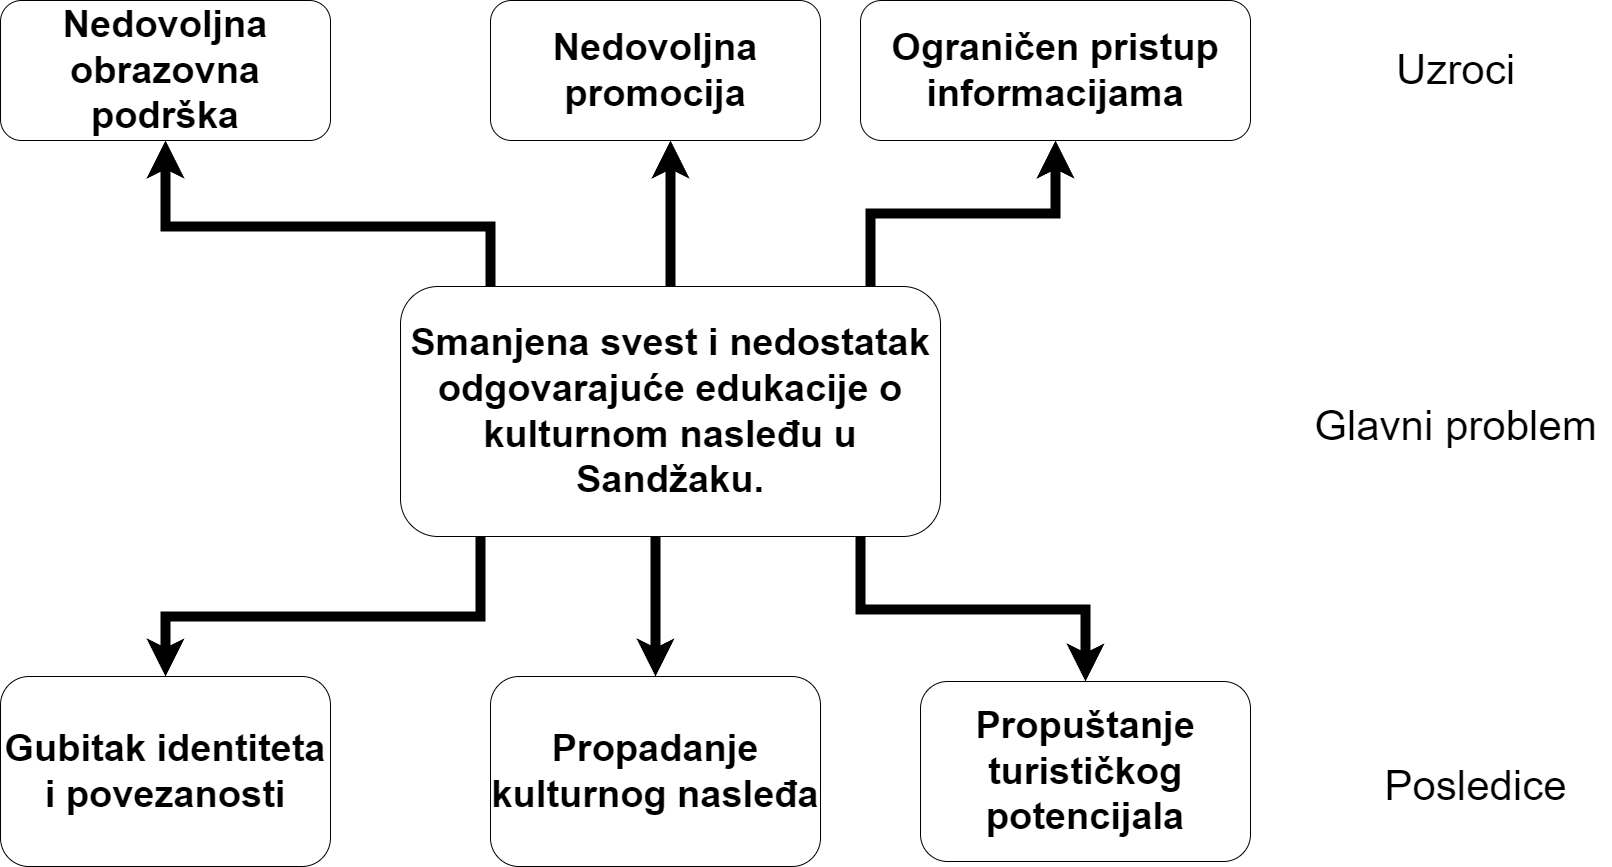 Nedovoljna
obrazovna
podrška
Nedovoljna
promocija
Ograničen pristup
informacijama
Uzroci
Smanjena svest i nedostatak
odgovarajuće edukacije o
kulturnom nasleđu u
Sandžaku.
Glavni problem
Gubitak identiteta
i povezanosti
Propadanje
kulturnog nasleđa
Propuštanje
turističkog
potencijala
Posledice